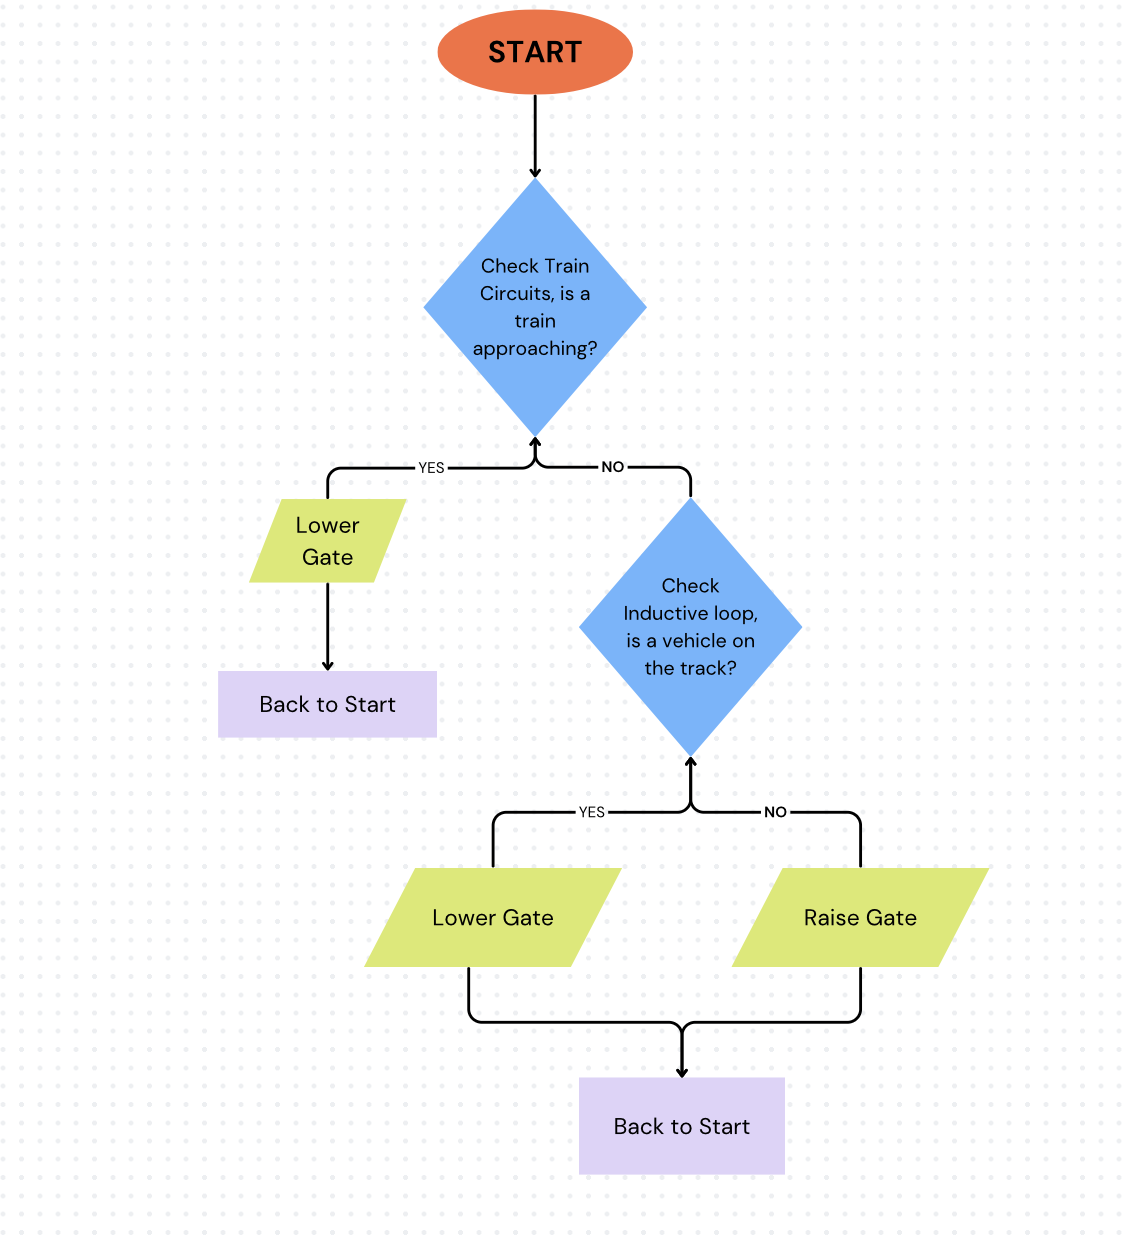 START
Check Train
Circuits, is a
train
approaching?
YES
NO
Lower
Gate
Check
Inductive loop,
is a vehicle on
the track?
Back to Start
YES
NO
Lower Gate
Raise Gate
Back to Start